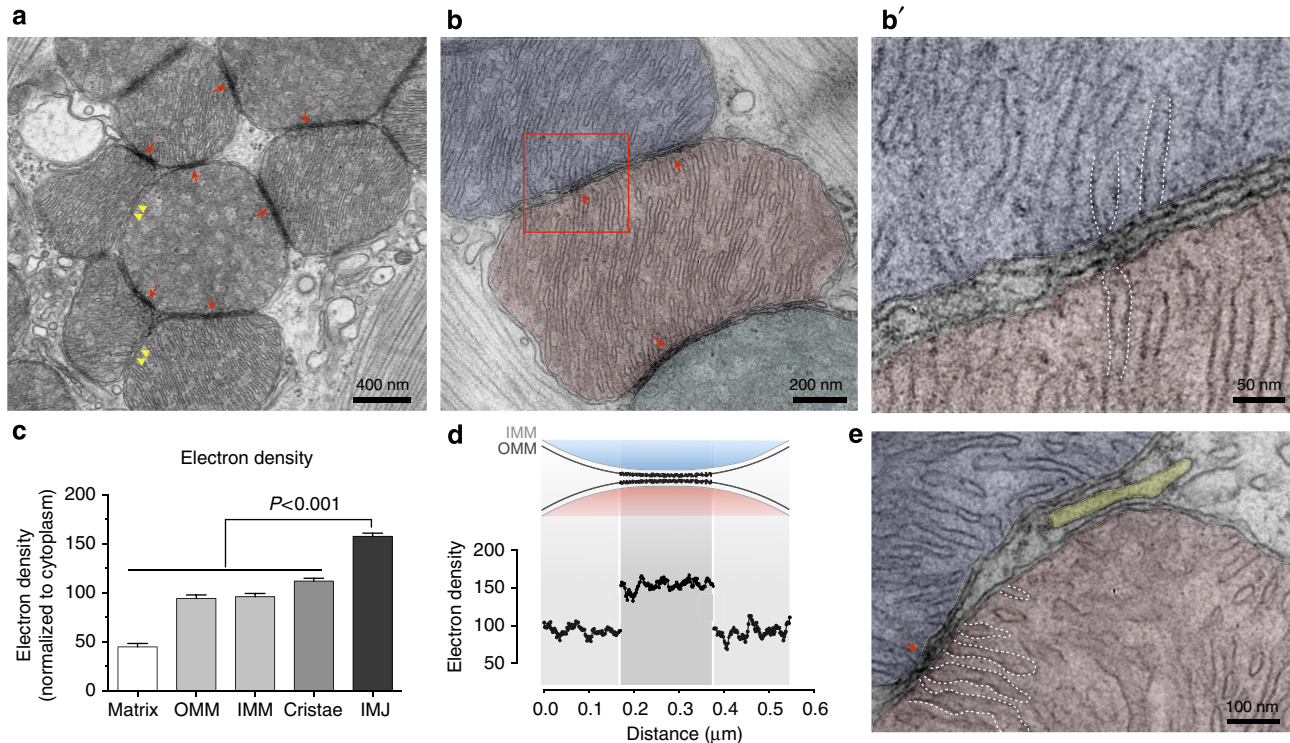 a
b
b′
400 nm
200 nm
50 nm
c
Electron density
Electron density
(normalized to cytoplasm)
200
150
100
50
0
P<0.001
Matrix OMM IMM Cristae IMJ
d
IMM
OMM
Electron density
200
150
100
50
0.0 0.1 0.2 0.3 0.4 0.5 0.6
Distance (μm)
e
100 nm